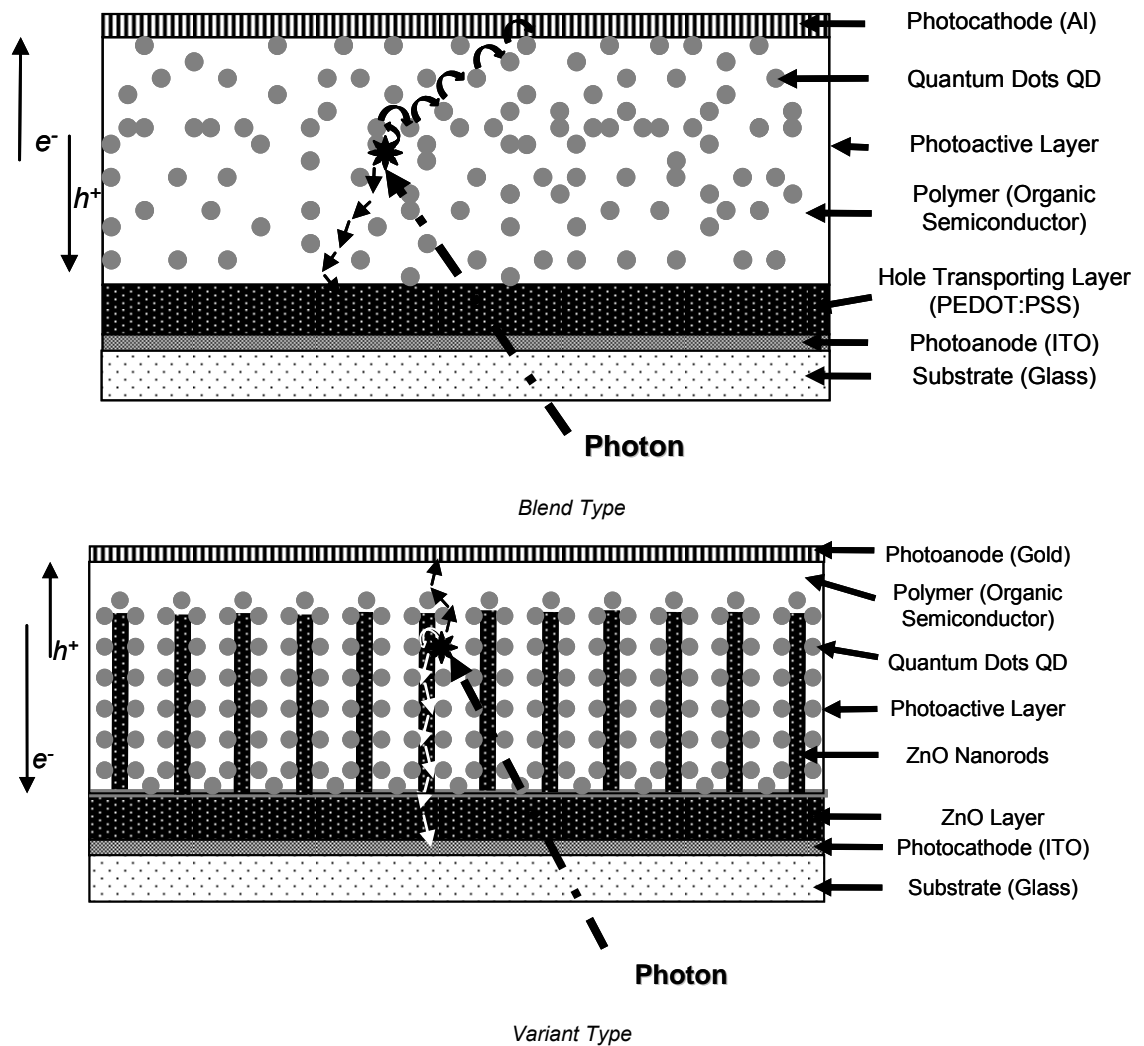 Photocathode (Al)
Quantum Dots QD
e-
Photoactive Layer
h+
Polymer (Organic
Semiconductor)
Hole Transporting Layer
(PEDOT:PSS)
Photoanode (ITO)
Substrate (Glass)
Photon
Blend Type
Photoanode (Gold)
Polymer (Organic
Semiconductor)
h+
Quantum Dots QD
Photoactive Layer
e-
ZnO Nanorods
ZnO Layer
Photocathode (ITO)
Substrate (Glass)
Photon
Variant Type